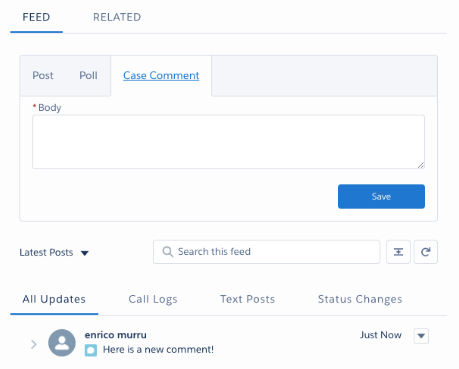 FEED RELATED
Post Poll Case Comment
* Body
Save
Latest Posts Search this feed
All Updates Call Logs Text Posts Status Changes
enrico murru Just Now
Here is a new comment!